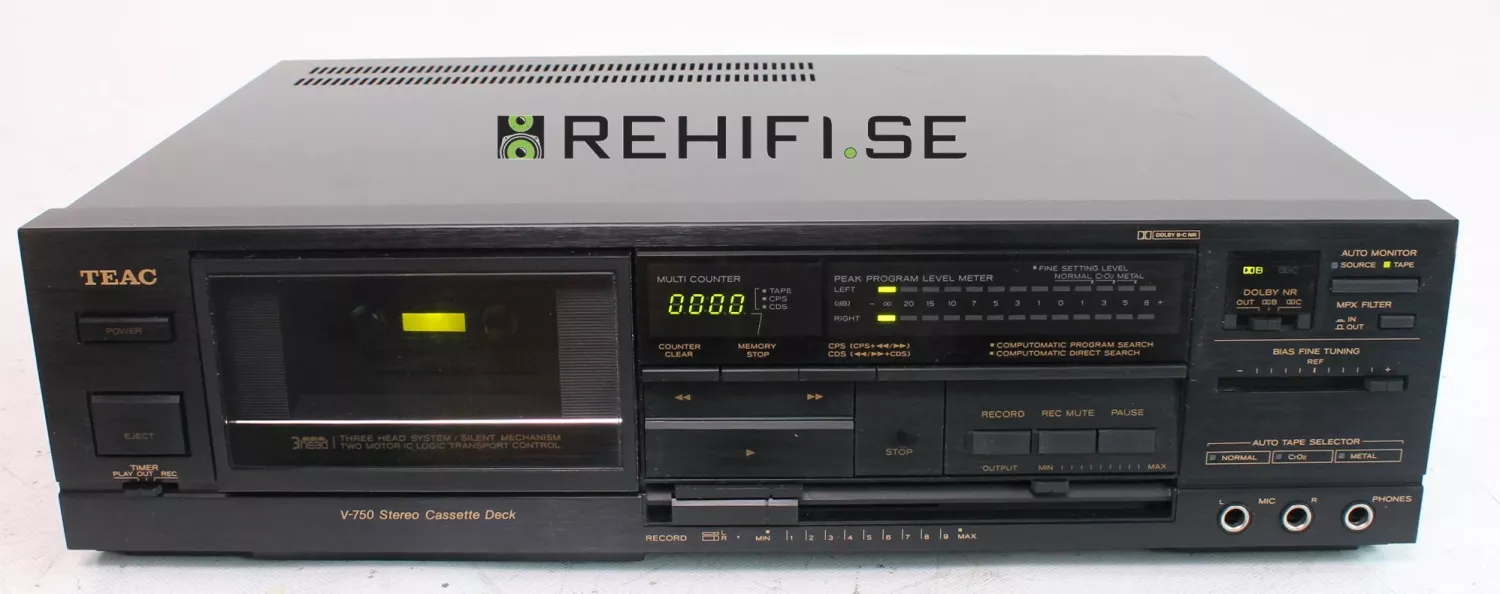 REHIFI.SE
DOLBY B-C NR
TEAC
POWER
EJECT
TIMER
PLAY OUT REC
3 head
THREE HEAD SYSTEM / SILENT MECHANISM
TWO MOTOR IC LOGIC TRANSPORT CONTROL
V-750 Stereo Cassette Deck
MULTI COUNTER
0000
TAPE
CPS
CDS
COUNTER CLEAR
MEMORY STOP
PEAK PROGRAM LEVEL METER
FINE SETTING LEVEL
NORMAL CrO2 METAL
LEFT
(dB) - ∞ 20 15 10 7 5 3 1 0 1 3 5 8 +
RIGHT
CPS (CPS+◀◀/▶▶)
CDS (◀◀/▶▶+CDS)
COMPUTOMATIC PROGRAM SEARCH
COMPUTOMATIC DIRECT SEARCH
◀◀ ▶▶
▶
STOP
RECORD REC MUTE PAUSE
OUTPUT MIN MAX
RECORD L R MIN 1 2 3 4 5 6 7 8 9 MAX
B C
DOLBY NR
OUT B C
AUTO MONITOR
SOURCE TAPE
MPX FILTER
IN
OUT
BIAS FINE TUNING
REF
- +
AUTO TAPE SELECTOR
NORMAL CrO2 METAL
L MIC R PHONES